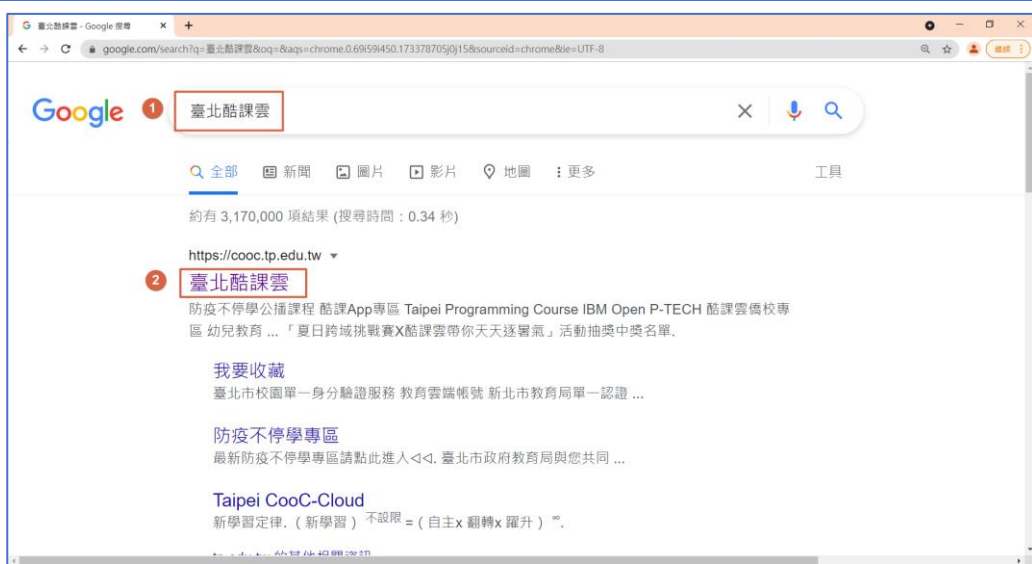 臺北酷課雲 - Google 搜尋
google.com/search?q=臺北酷課雲&oq=&aqs=chrome.0.69i59i450.173378705j0j15&sourceid=chrome&ie=UTF-8
Google 1 臺北酷課雲
全部 新聞 圖片 影片 地圖 更多 工具
約有 3,170,000 項結果 (搜尋時間：0.34 秒)
https://cooc.tp.edu.tw
2 臺北酷課雲
防疫不停學公播課程 酷課App專區 Taipei Programming Course IBM Open P-TECH 酷課雲僑校專
區 幼兒教育 ... 「夏日跨域挑戰賽X酷課雲帶你天天逐暑氣」活動抽獎中獎名單.
我要收藏
臺北市校園單一身分驗證服務 教育雲端帳號 新北市教育局單一認證 ...
防疫不停學專區
最新防疫不停學專區請點此進入◁◁. 臺北市政府教育局與您共同 ...
Taipei CooC-Cloud
新學習定律. ( 新學習 ) 不設限 = ( 自主x 翻轉x 躍升 ) ∞.